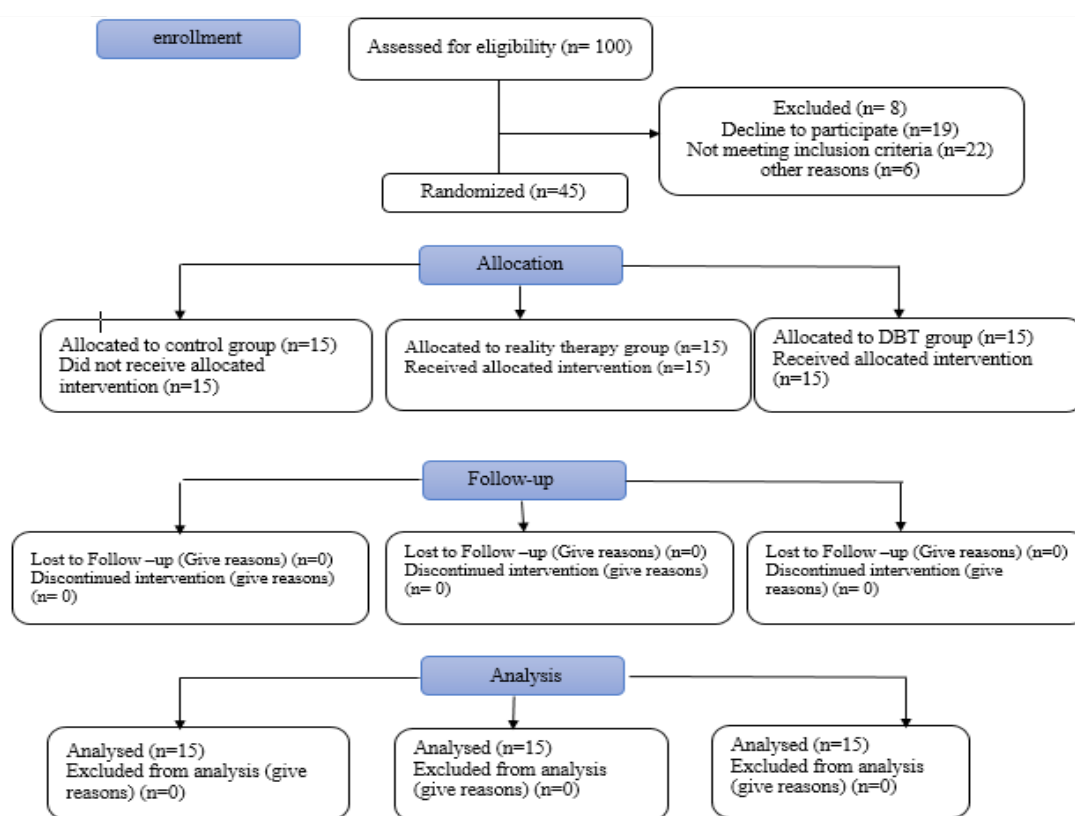 enrollment
Assessed for eligibility (n= 100)
Excluded (n= 8)
Decline to participate (n=19)
Not meeting inclusion criteria (n=22)
other reasons (n=6)
Randomized (n=45)
Allocation
Allocated to control group (n=15)
Did not receive allocated
intervention (n=15)
Allocated to reality therapy group (n=15)
Received allocated intervention (n=15)
Allocated to DBT group (n=15)
Received allocated intervention
(n=15)
Follow-up
Lost to Follow –up (Give reasons) (n=0)
Discontinued intervention (give reasons)
(n= 0)
Lost to Follow –up (Give reasons) (n=0)
Discontinued intervention (give reasons)
(n= 0)
Lost to Follow –up (Give reasons) (n=0)
Discontinued intervention (give
reasons) (n= 0)
Analysis
Analysed (n=15)
Excluded from analysis (give
reasons) (n=0)
Analysed (n=15)
Excluded from analysis
(give reasons) (n=0)
Analysed (n=15)
Excluded from analysis
(give reasons) (n=0)